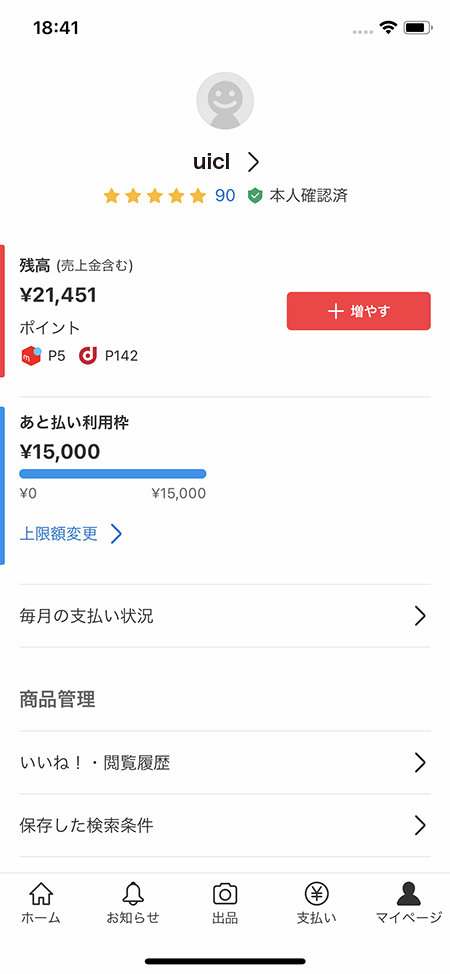 18:41
uicl
90 本人確認済
残高 (売上金含む)
¥21,451
増やす
ポイント
P5 P142
あと払い利用枠
¥15,000
¥0 ¥15,000
上限額変更
毎月の支払い状況
商品管理
いいね！・閲覧履歴
保存した検索条件
ホーム お知らせ 出品 支払い マイページ